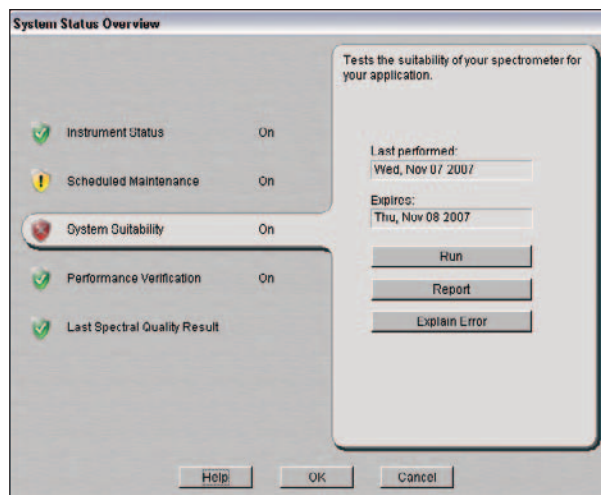 System Status Overview
Tests the suitability of your spectrometer for
your application.
Instrument Status On
Scheduled Maintenance On
System Suitability On
Performance Verification On
Last Spectral Quality Result
Last performed:
Wed, Nov 07 2007
Expires:
Thu, Nov 08 2007
Run
Report
Explain Error
Help OK Cancel